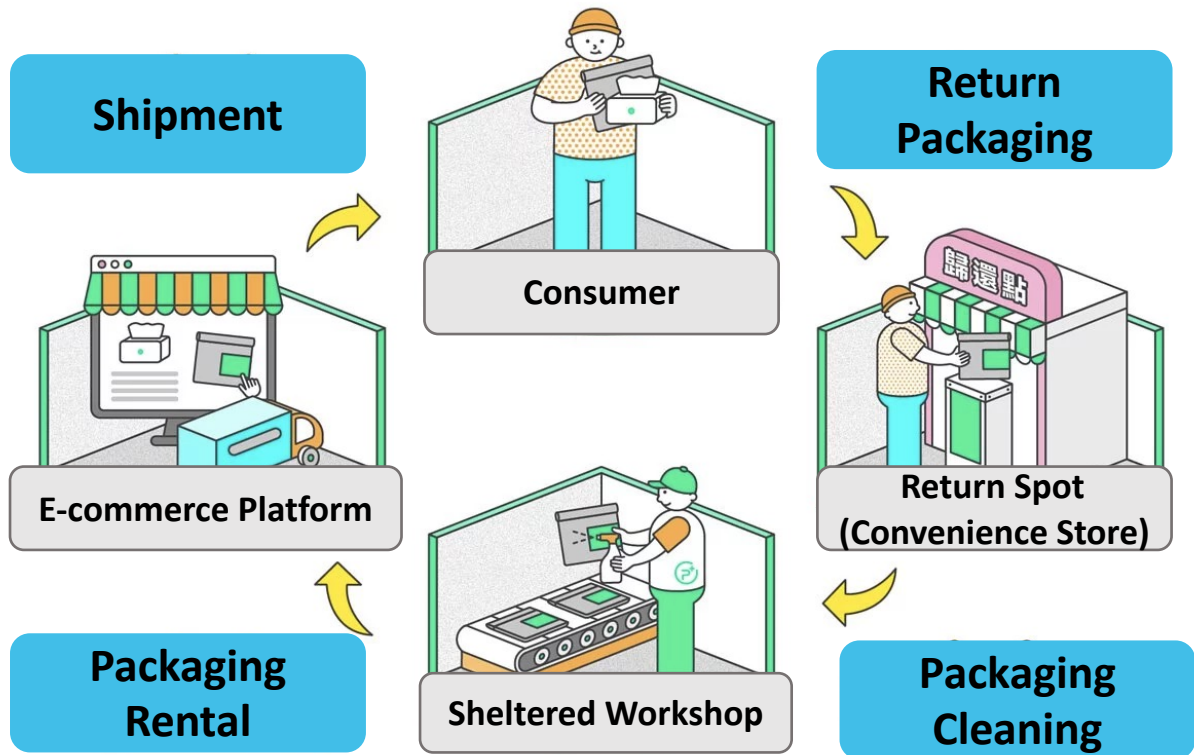 Shipment
Return
Packaging
Consumer
歸還點
E-commerce Platform
Return Spot
(Convenience Store)
Sheltered Workshop
Packaging
Rental
Packaging
Cleaning